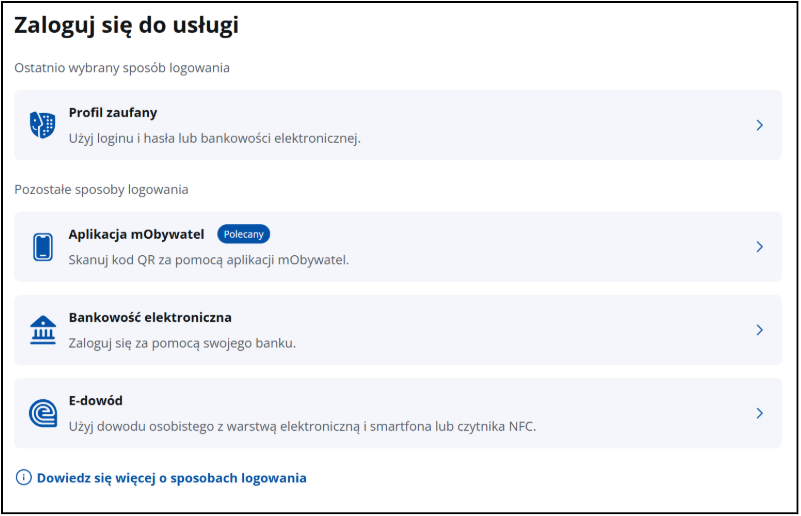 Zaloguj się do usługi
Ostatnio wybrany sposób logowania
Profil zaufany
Użyj loginu i hasła lub bankowości elektronicznej.
Pozostałe sposoby logowania
Aplikacja mObywatel Polecany
Skanuj kod QR za pomocą aplikacji mObywatel.
Bankowość elektroniczna
Zaloguj się za pomocą swojego banku.
E-dowód
Użyj dowodu osobistego z warstwą elektroniczną i smartfona lub czytnika NFC.
Dowiedz się więcej o sposobach logowania